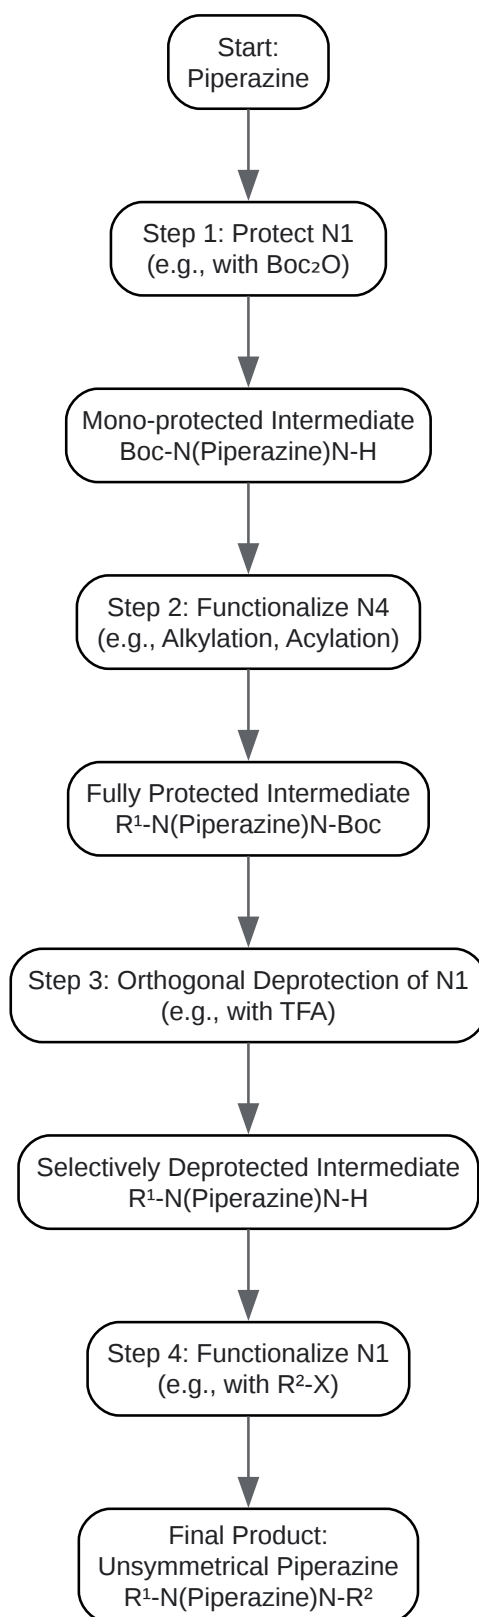 Start:
Piperazine
Step 1: Protect N1
(e.g., with Boc₂O)
Mono-protected Intermediate
Boc-N(Piperazine)N-H
Step 2: Functionalize N4
(e.g., Alkylation, Acylation)
Fully Protected Intermediate
R¹-N(Piperazine)N-Boc
Step 3: Orthogonal Deprotection of N1
(e.g., with TFA)
Selectively Deprotected Intermediate
R¹-N(Piperazine)N-H
Step 4: Functionalize N1
(e.g., with R²-X)
Final Product:
Unsymmetrical Piperazine
R¹-N(Piperazine)N-R²